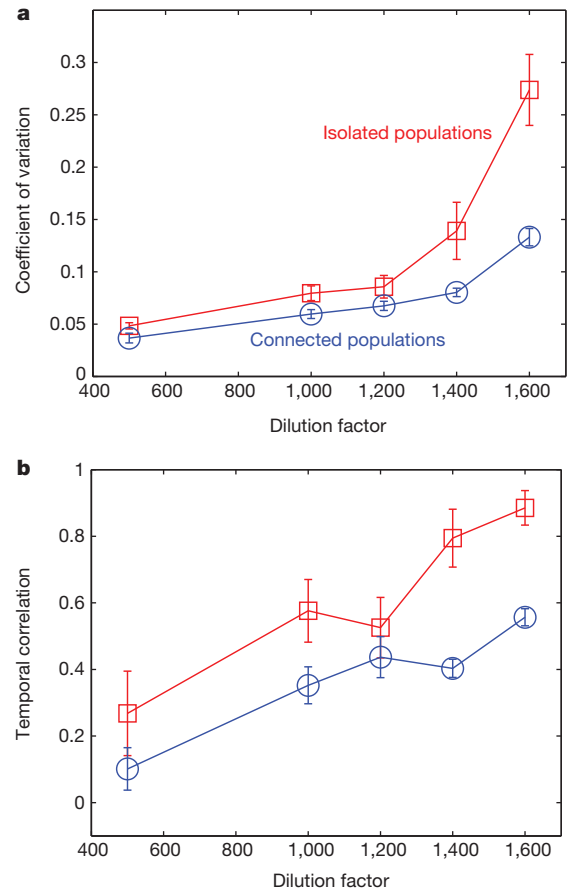 a
0.3
0.25
0.2
0.15
0.1
0.05
0
Coefficient of variation
Isolated populations
Connected populations
400 600 800 1,000 1,200 1,400 1,600
Dilution factor
b
1
0.8
0.6
0.4
0.2
0
Temporal correlation
400 600 800 1,000 1,200 1,400 1,600
Dilution factor